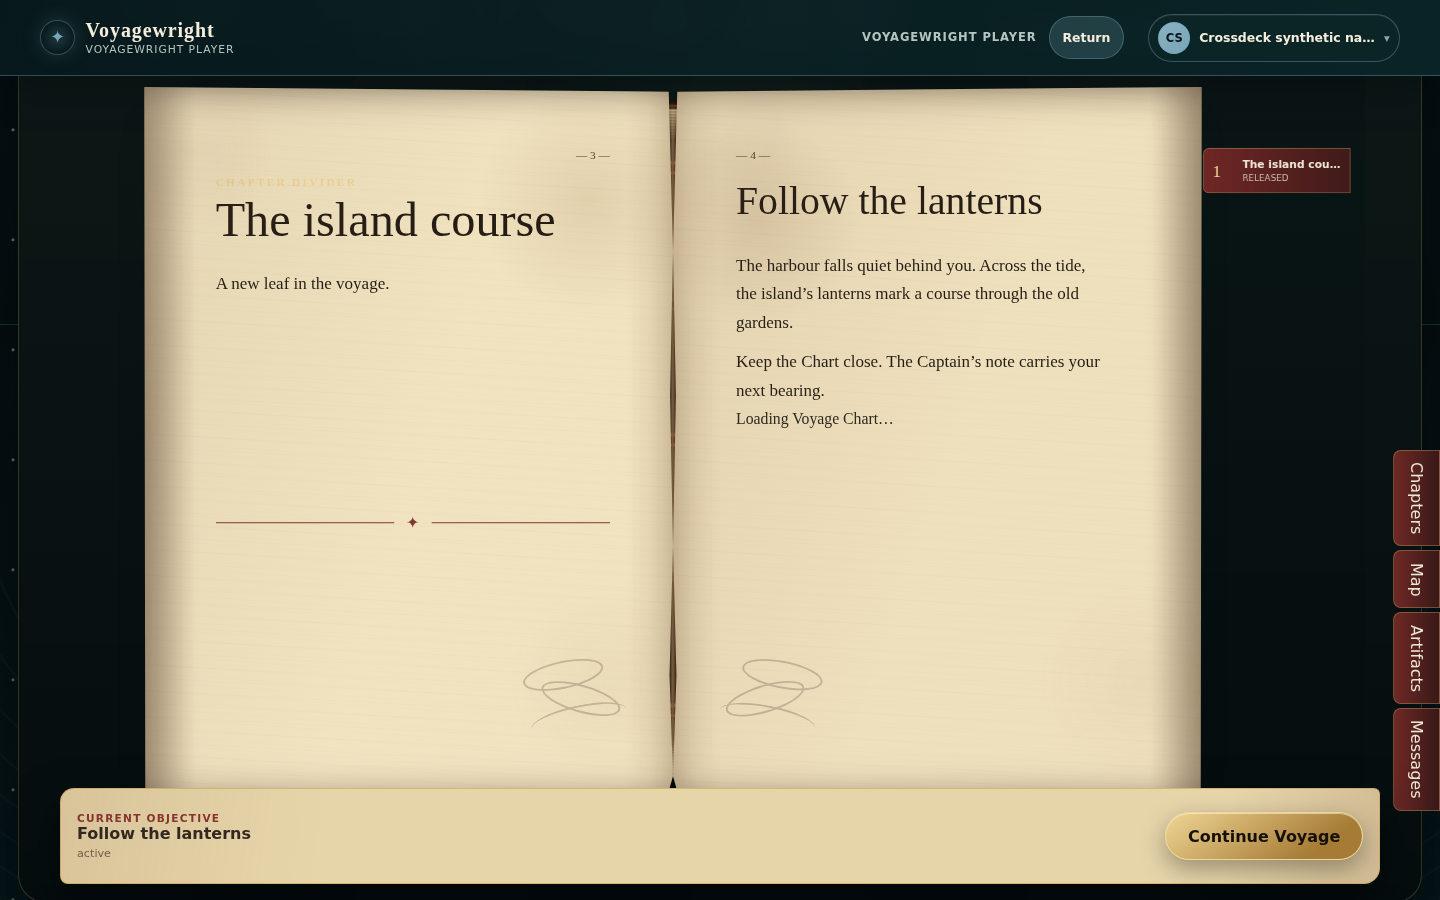 Voyagewright
VOYAGEWRIGHT PLAYER
VOYAGEWRIGHT PLAYER
Return
CS
Crossdeck synthetic na…
— 3 —
CHAPTER DIVIDER
The island course
A new leaf in the voyage.
— 4 —
Follow the lanterns
The harbour falls quiet behind you. Across the tide,
the island’s lanterns mark a course through the old
gardens.
Keep the Chart close. The Captain’s note carries your
next bearing.
Loading Voyage Chart…
1
The island cou…
RELEASED
Chapters
Map
Artifacts
Messages
CURRENT OBJECTIVE
Follow the lanterns
active
Continue Voyage